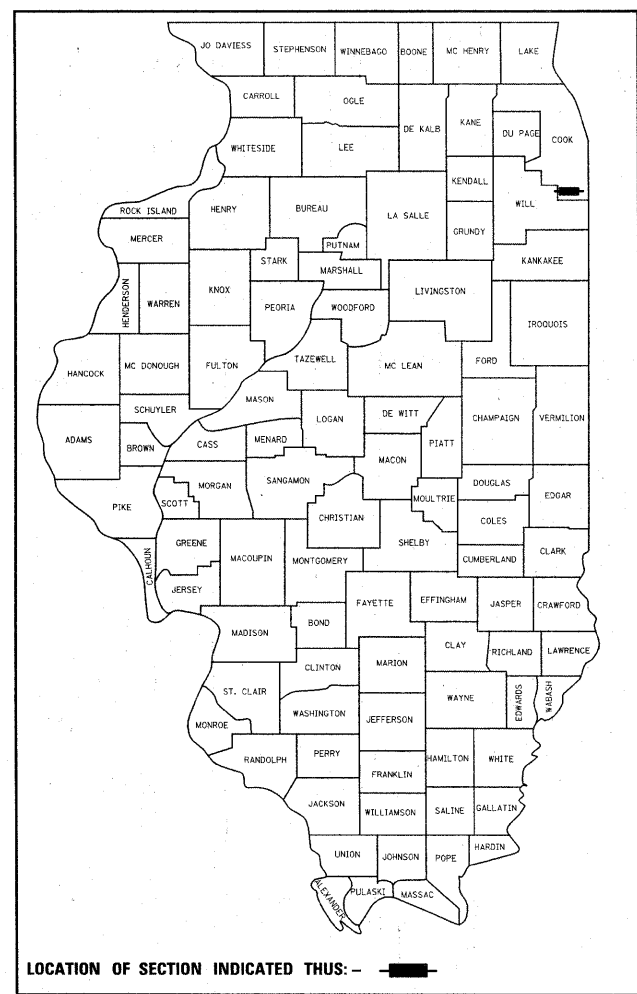 JO DAVIESS
STEPHENSON
WINNEBAGO
BOONE
MC HENRY
LAKE
CARROLL
OGLE
DE KALB
KANE
DU PAGE
COOK
WHITESIDE
LEE
KENDALL
WILL
ROCK ISLAND
HENRY
BUREAU
LA SALLE
GRUNDY
MERCER
PUTNAM
KANKAKEE
STARK
MARSHALL
HENDERSON
WARREN
KNOX
PEORIA
WOODFORD
LIVINGSTON
IROQUOIS
TAZEWELL
FORD
HANCOCK
MC DONOUGH
FULTON
MC LEAN
MASON
SCHUYLER
LOGAN
DE WITT
CHAMPAIGN
VERMILION
ADAMS
BROWN
CASS
MENARD
PIATT
MACON
SANGAMON
MORGAN
DOUGLAS
EDGAR
PIKE
SCOTT
MOULTRIE
CHRISTIAN
COLES
GREENE
MACOUPIN
SHELBY
CALHOUN
MONTGOMERY
CUMBERLAND
CLARK
JERSEY
FAYETTE
EFFINGHAM
JASPER
CRAWFORD
MADISON
BOND
CLAY
RICHLAND
LAWRENCE
CLINTON
MARION
ST. CLAIR
WAYNE
EDWARDS
WABASH
WASHINGTON
JEFFERSON
MONROE
RANDOLPH
PERRY
HAMILTON
WHITE
FRANKLIN
JACKSON
WILLIAMSON
SALINE
GALLATIN
UNION
JOHNSON
POPE
HARDIN
ALEXANDER
PULASKI
MASSAC
LOCATION OF SECTION INDICATED THUS: -